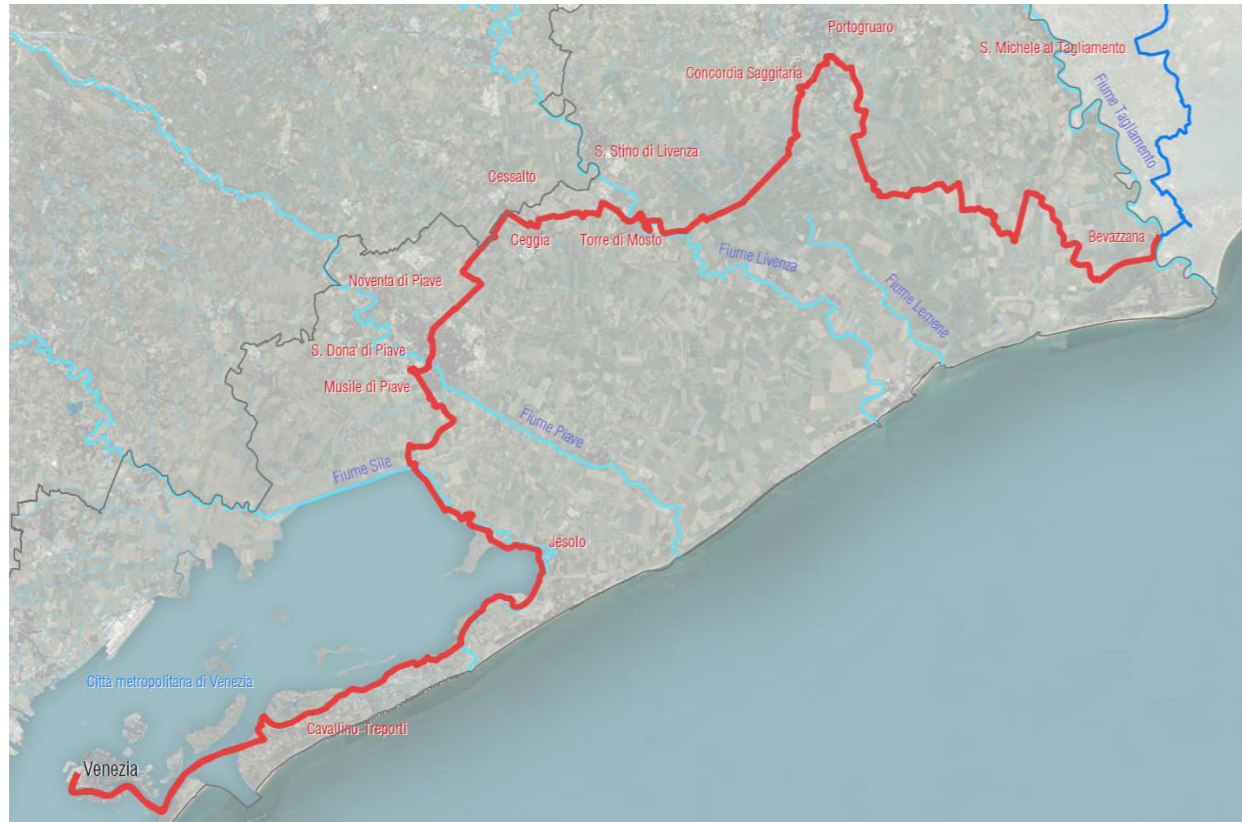 Portogruaro
S. Michele al Tagliamento
Concordia Saggitaria
Fiume Tagliamento
S. Stino di Livenza
Cessalto
Ceggia
Torre di Mosto
Bevazzana
Fiume Livenza
Noventa di Piave
Fiume Lemene
S. Dona' di Piave
Musile di Piave
Fiume Piave
Fiume Sile
Jesolo
Città metropolitana di Venezia
Cavallino-Treporti
Venezia